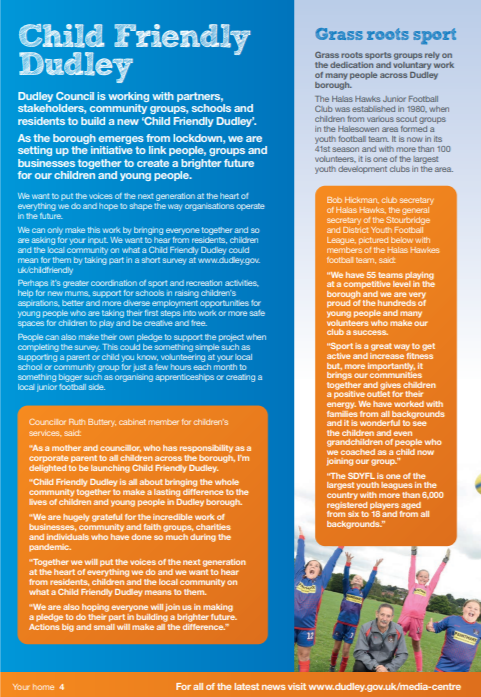 Child Friendly
Dudley
Dudley Council is working with partners,
stakeholders, community groups, schools and
residents to build a new ‘Child Friendly Dudley’.
As the borough emerges from lockdown, we are
setting up the initiative to link people, groups and
businesses together to create a brighter future
for our children and young people.
We want to put the voices of the next generation at the heart of
everything we do and hope to shape the way organisations operate
in the future.
We can only make this work by bringing everyone together and so
are asking for your input. We want to hear from residents, children
and the local community on what a Child Friendly Dudley could
mean for them by taking part in a short survey at www.dudley.gov.
uk/childfriendly
Perhaps it’s greater coordination of sport and recreation activities,
help for new mums, support for schools in raising children’s
aspirations, better and more diverse employment opportunities for
young people who are taking their first steps into work or more safe
spaces for children to play and be creative and free.
People can also make their own pledge to support the project when
completing the survey. This could be something simple such as
supporting a parent or child you know, volunteering at your local
school or community group for just a few hours each month to
something bigger such as organising apprenticeships or creating a
local junior football side.
Councillor Ruth Buttery, cabinet member for children’s
services, said:
“As a mother and councillor, who has responsibility as a
corporate parent to all children across the borough, I’m
delighted to be launching Child Friendly Dudley.
“Child Friendly Dudley is all about bringing the whole
community together to make a lasting difference to the
lives of children and young people in Dudley borough.
“We are hugely grateful for the incredible work of
businesses, community and faith groups, charities
and individuals who have done so much during the
pandemic.
“Together we will put the voices of the next generation
at the heart of everything we do and we want to hear
from residents, children and the local community on
what a Child Friendly Dudley means to them.
“We are also hoping everyone will join us in making
a pledge to do their part in building a brighter future.
Actions big and small will make all the difference.”
Grass roots sport
Grass roots sports groups rely on
the dedication and voluntary work
of many people across Dudley
borough.
The Halas Hawks Junior Football
Club was established in 1980, when
children from various scout groups
in the Halesowen area formed a
youth football team. It is now in its
41st season and with more than 100
volunteers, it is one of the largest
youth development clubs in the area.
Bob Hickman, club secretary
of Halas Hawks, the general
secretary of the Stourbridge
and District Youth Football
League, pictured below with
members of the Halas Hawkes
football team, said:
“We have 55 teams playing
at a competitive level in the
borough and we are very
proud of the hundreds of
young people and many
volunteers who make our
club a success.
“Sport is a great way to get
active and increase fitness
but, more importantly, it
brings our communities
together and gives children
a positive outlet for their
energy. We have worked with
families from all backgrounds
and it is wonderful to see
the children and even
grandchildren of people who
we coached as a child now
joining our group.”
“The SDYFL is one of the
largest youth leagues in the
country with more than 6,000
registered players aged
from six to 18 and from all
backgrounds.”
Your home 4
For all of the latest news visit www.dudley.gov.uk/media-centre